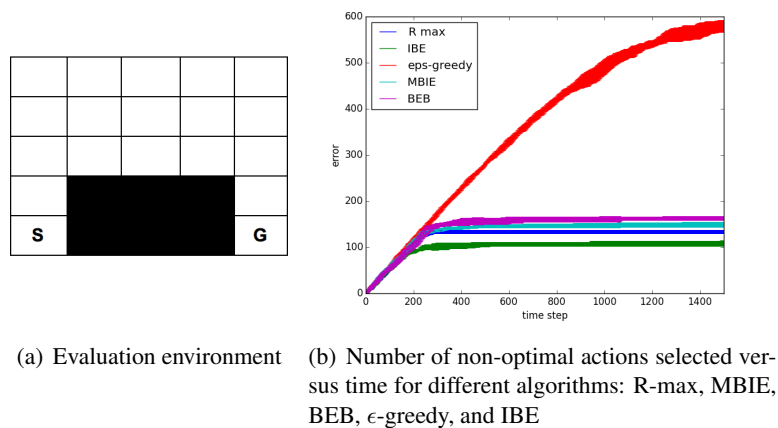 S
G
600
500
400
300
200
100
0
error
R max
IBE
eps-greedy
MBIE
BEB
0 200 400 600 800 1000 1200 1400
time step
(a) Evaluation environment
(b) Number of non-optimal actions selected ver-
sus time for different algorithms: R-max, MBIE,
BEB, ϵ-greedy, and IBE